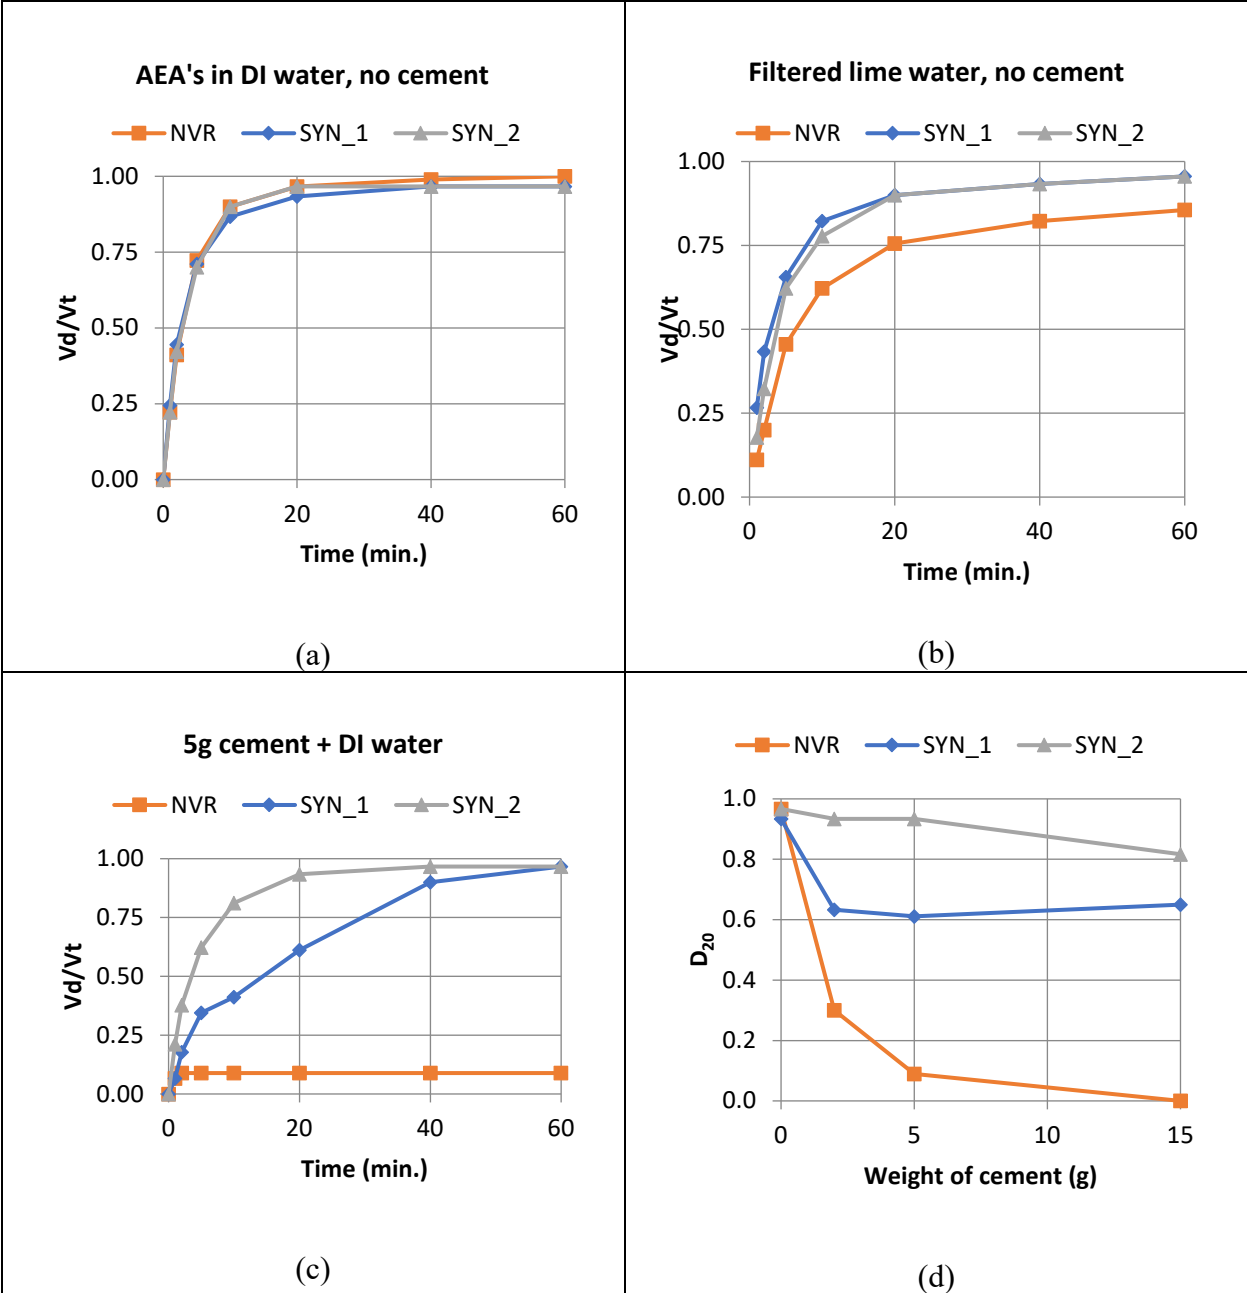 AEA's in DI water, no cement
NVR SYN_1 SYN_2
1.00
0.75
0.50
0.25
0.00
Vd/Vt
0 20 40 60
Time (min.)
(a)
Filtered lime water, no cement
NVR SYN_1 SYN_2
1.00
0.75
0.50
0.25
0.00
Vd/Vt
0 20 40 60
Time (min.)
(b)
5g cement + DI water
NVR SYN_1 SYN_2
1.00
0.75
0.50
0.25
0.00
Vd/Vt
0 20 40 60
Time (min.)
(c)
NVR SYN_1 SYN_2
1.0
0.8
0.6
0.4
0.2
0.0
D20
0 5 10 15
Weight of cement (g)
(d)